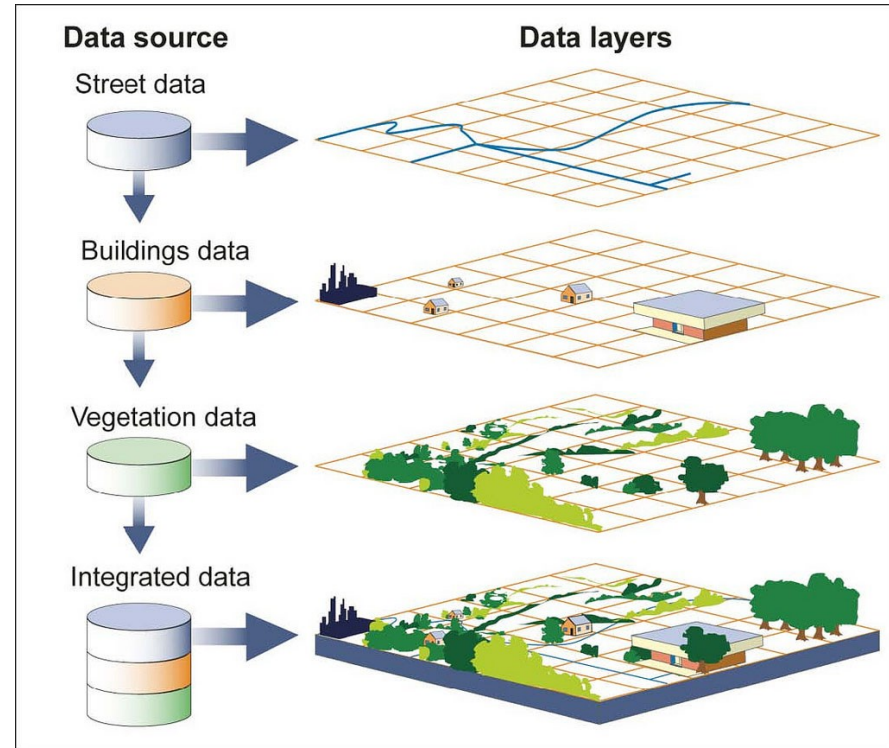 Data source
Data layers
Street data
Buildings data
Vegetation data
Integrated data